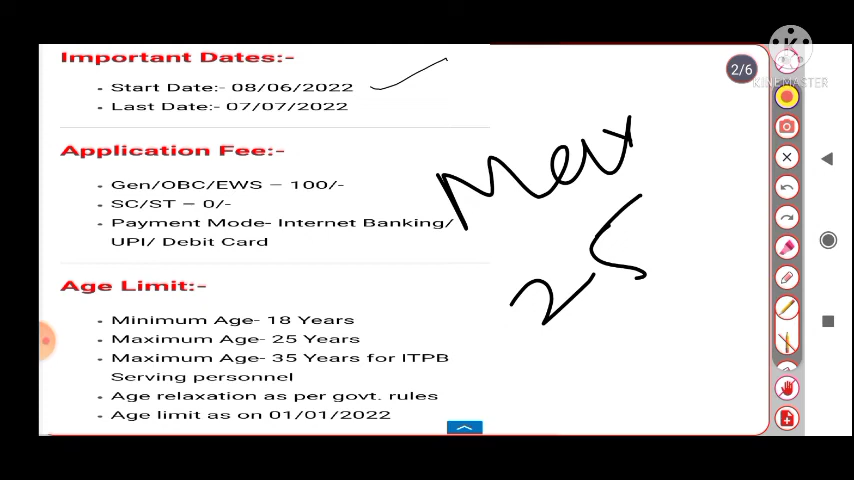 Important Dates:-
Start Date:- 08/06/2022
Last Date:- 07/07/2022
Application Fee:-
Gen/OBC/EWS – 100/-
SC/ST – 0/-
Payment Mode- Internet Banking/
UPI/ Debit Card
Age Limit:-
Minimum Age- 18 Years
Maximum Age- 25 Years
Maximum Age- 35 Years for ITPB
Serving personnel
Age relaxation as per govt. rules
Age limit as on 01/01/2022
Max
25
2/6
KINEMASTER